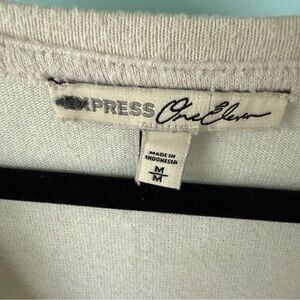 EXPRESS One Eleven
MADE IN
INDONESIA
M
M